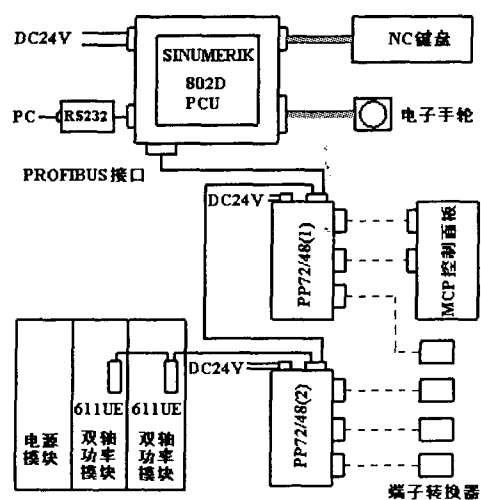 DC24V
SINUMERIK
802D
PCU
NC键盘
PC
RS232
电子手轮
PROFIBUS接口
DC24V
PP72/48(1)
MCP控制面板
DC24V
PP72/48(2)
611UE
611UE
电源
模块
双轴
功率
模块
双轴
功率
模块
端子转换器